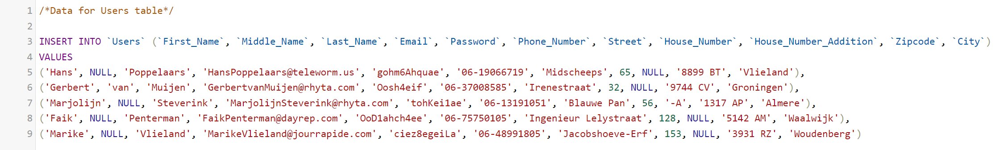 1 /*Data for Users table*/
2
3 INSERT INTO `Users` (`First_Name`, `Middle_Name`, `Last_Name`, `Email`, `Password`, `Phone_Number`, `Street`, `House_Number`, `House_Number_Addition`, `Zipcode`, `City`)
4 VALUES
5 ('Hans', NULL, 'Poppelaars', 'HansPoppelaars@teleworm.us', 'gohm6Ahquae', '06-19066719', 'Midscheeps', 65, NULL, '8899 BT', 'Vlieland'),
6 ('Gerbert', 'van', 'Muijen', 'GerbertvanMuijen@rhyta.com', 'Oosh4eif', '06-37008585', 'Irenestraat', 32, NULL, '9744 CV', 'Groningen'),
7 ('Marjolijn', NULL, 'Steverink', 'MarjolijnSteverink@rhyta.com', 'tohKei1ae', '06-13191051', 'Blauwe Pan', 56, '-A', '1317 AP', 'Almere'),
8 ('Faik', NULL, 'Penterman', 'FaikPenterman@dayrep.com', 'OoD1ahch4ee', '06-75750105', 'Ingenieur Lelystraat', 128, NULL, '5142 AM', 'Waalwijk'),
9 ('Marike', NULL, 'Vlieland', 'MarikeVlieland@jourrapide.com', 'ciez8egeiLa', '06-48991805', 'Jacobshoeve-Erf', 153, NULL, '3931 RZ', 'Woudenberg')